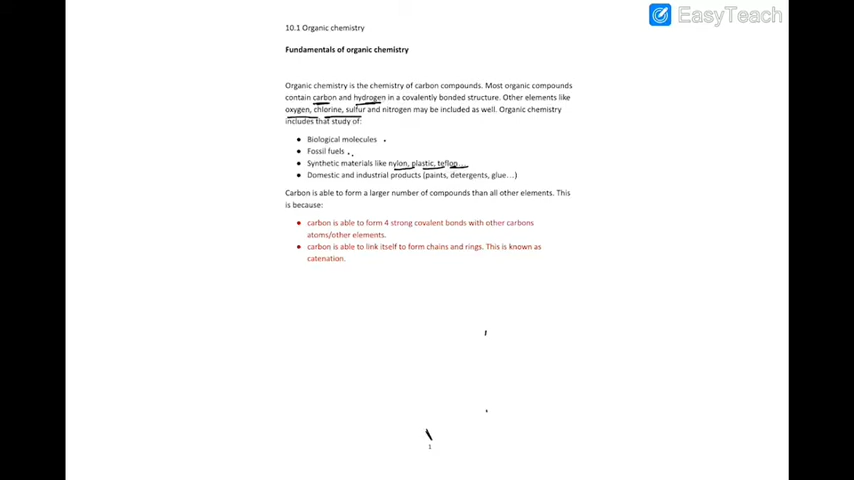 EasyTeach
10.1 Organic chemistry
Fundamentals of organic chemistry
Organic chemistry is the chemistry of carbon compounds. Most organic compounds
contain carbon and hydrogen in a covalently bonded structure. Other elements like
oxygen, chlorine, sulfur and nitrogen may be included as well. Organic chemistry
includes that study of:
● Biological molecules
● Fossil fuels
● Synthetic materials like nylon, plastic, teflon…
● Domestic and industrial products (paints, detergents, glue…)
Carbon is able to form a larger number of compounds than all other elements. This
is because:
● carbon is able to form 4 strong covalent bonds with other carbons
atoms/other elements.
● carbon is able to link itself to form chains and rings. This is known as
catenation.
1